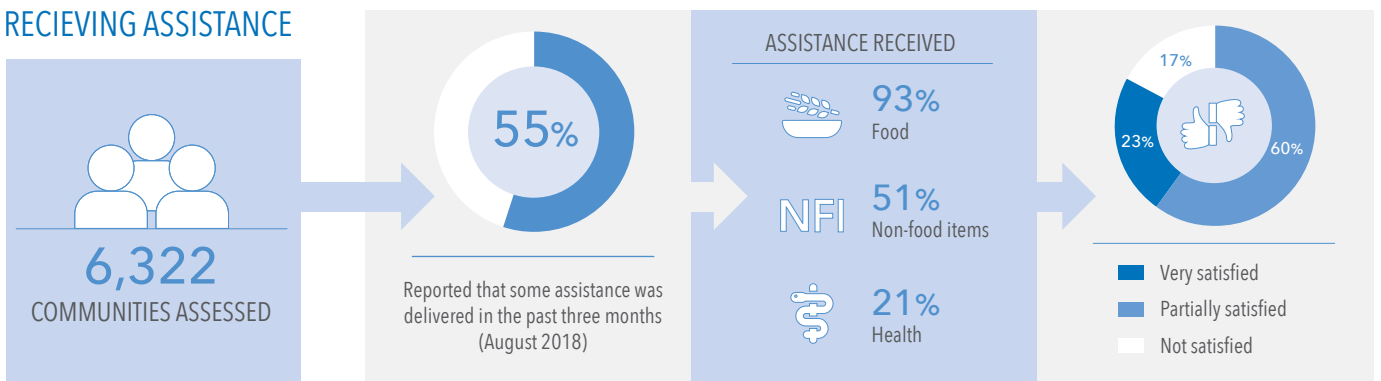 RECIEVING ASSISTANCE
6,322
COMMUNITIES ASSESSED
55%
Reported that some assistance was
delivered in the past three months
(August 2018)
ASSISTANCE RECEIVED
93%
Food
NFI
51%
Non-food items
21%
Health
17%
23%
60%
Very satisfied
Partially satisfied
Not satisfied